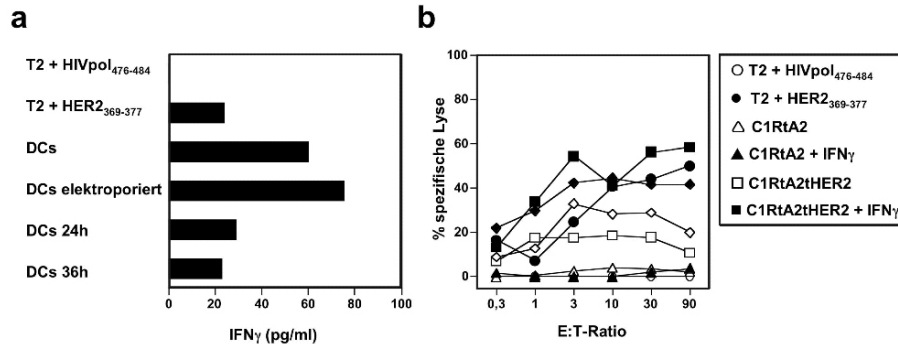 a
T2 + HIVpol476-484
T2 + HER2369-377
DCs
DCs elektroporiert
DCs 24h
DCs 36h
0 20 40 60 80 100
IFNγ (pg/ml)
b
100
80
60
40
20
0
% spezifische Lyse
0,3 1 3 10 30 90
E:T-Ratio
T2 + HIVpol476-484
T2 + HER2369-377
C1RtA2
C1RtA2 + IFNγ
C1RtA2tHER2
C1RtA2tHER2 + IFNγ